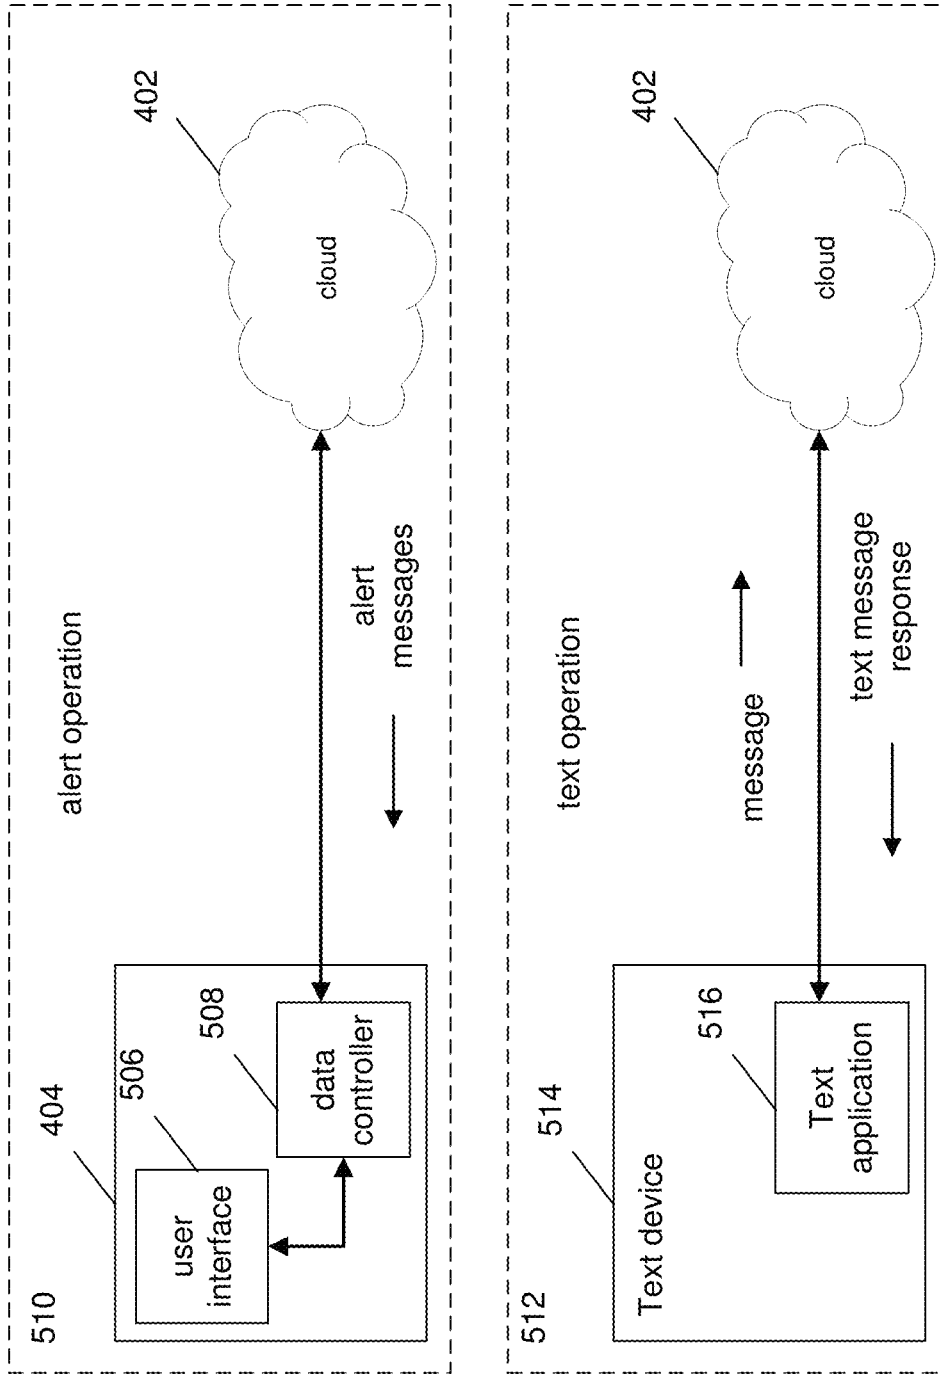 510
alert operation
404
506
user
interface
508
data
controller
alert
messages
402
cloud
512
text operation
514
Text device
516
Text
application
message
text message
response
402
cloud